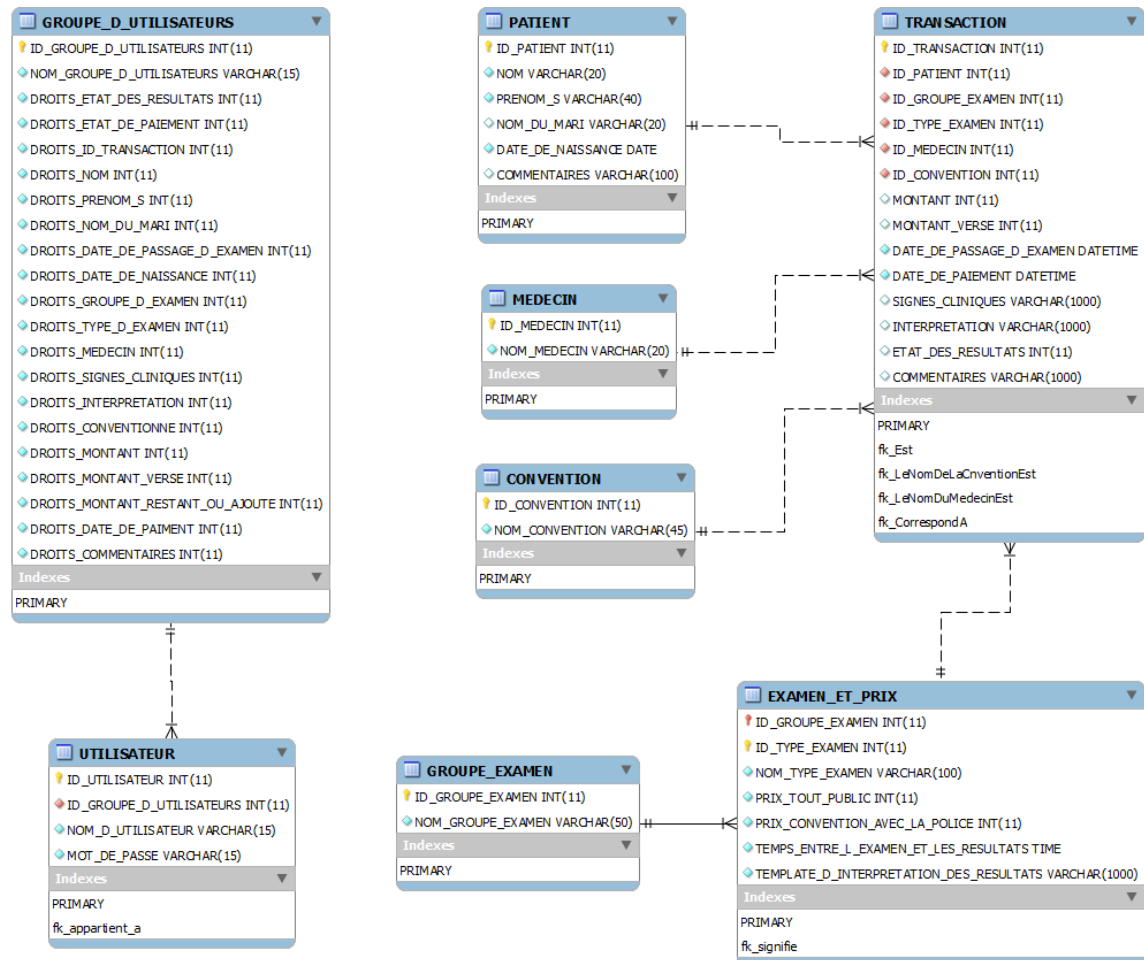 GROUPE_D_UTILISATEURS
ID_GROUPE_D_UTILISATEURS INT(11)
NOM_GROUPE_D_UTILISATEURS VARCHAR(15)
DROITS_ETAT_DES_RESULTATS INT(11)
DROITS_ETAT_DE_PAIEMENT INT(11)
DROITS_ID_TRANSACTION INT(11)
DROITS_NOM INT(11)
DROITS_PRENOM_S INT(11)
DROITS_NOM_DU_MARI INT(11)
DROITS_DATE_DE_PASSAGE_D_EXAMEN INT(11)
DROITS_DATE_DE_NAISSANCE INT(11)
DROITS_GROUPE_D_EXAMEN INT(11)
DROITS_TYPE_D_EXAMEN INT(11)
DROITS_MEDECIN INT(11)
DROITS_SIGNES_CLINIQUES INT(11)
DROITS_INTERPRETATION INT(11)
DROITS_CONVENTIONNE INT(11)
DROITS_MONTANT INT(11)
DROITS_MONTANT_VERSE INT(11)
DROITS_MONTANT_RESTANT_OU_AJOUTE INT(11)
DROITS_DATE_DE_PAIMENT INT(11)
DROITS_COMMENTAIRES INT(11)
Indexes
PRIMARY
PATIENT
ID_PATIENT INT(11)
NOM VARCHAR(20)
PRENOM_S VARCHAR(40)
NOM_DU_MARI VARCHAR(20)
DATE_DE_NAISSANCE DATE
COMMENTAIRES VARCHAR(100)
Indexes
PRIMARY
TRANSACTION
ID_TRANSACTION INT(11)
ID_PATIENT INT(11)
ID_GROUPE_EXAMEN INT(11)
ID_TYPE_EXAMEN INT(11)
ID_MEDECIN INT(11)
ID_CONVENTION INT(11)
MONTANT INT(11)
MONTANT_VERSE INT(11)
DATE_DE_PASSAGE_D_EXAMEN DATETIME
DATE_DE_PAIEMENT DATETIME
SIGNES_CLINIQUES VARCHAR(1000)
INTERPRETATION VARCHAR(1000)
ETAT_DES_RESULTATS INT(11)
COMMENTAIRES VARCHAR(1000)
Indexes
PRIMARY
fk_Est
fk_LeNomDeLaCnventionEst
fk_LeNomDuMedecinEst
fk_CorrespondA
MEDECIN
ID_MEDECIN INT(11)
NOM_MEDECIN VARCHAR(20)
Indexes
PRIMARY
CONVENTION
ID_CONVENTION INT(11)
NOM_CONVENTION VARCHAR(45)
Indexes
PRIMARY
UTILISATEUR
ID_UTILISATEUR INT(11)
ID_GROUPE_D_UTILISATEURS INT(11)
NOM_D_UTILISATEUR VARCHAR(15)
MOT_DE_PASSE VARCHAR(15)
Indexes
PRIMARY
fk_appartient_a
GROUPE_EXAMEN
ID_GROUPE_EXAMEN INT(11)
NOM_GROUPE_EXAMEN VARCHAR(50)
Indexes
PRIMARY
EXAMEN_ET_PRIX
ID_GROUPE_EXAMEN INT(11)
ID_TYPE_EXAMEN INT(11)
NOM_TYPE_EXAMEN VARCHAR(100)
PRIX_TOUT_PUBLIC INT(11)
PRIX_CONVENTION_AVEC_LA_POLICE INT(11)
TEMPS_ENTRE_L_EXAMEN_ET_LES_RESULTATS TIME
TEMPLATE_D_INTERPRETATION_DES_RESULTATS VARCHAR(1000)
Indexes
PRIMARY
fk_signifie